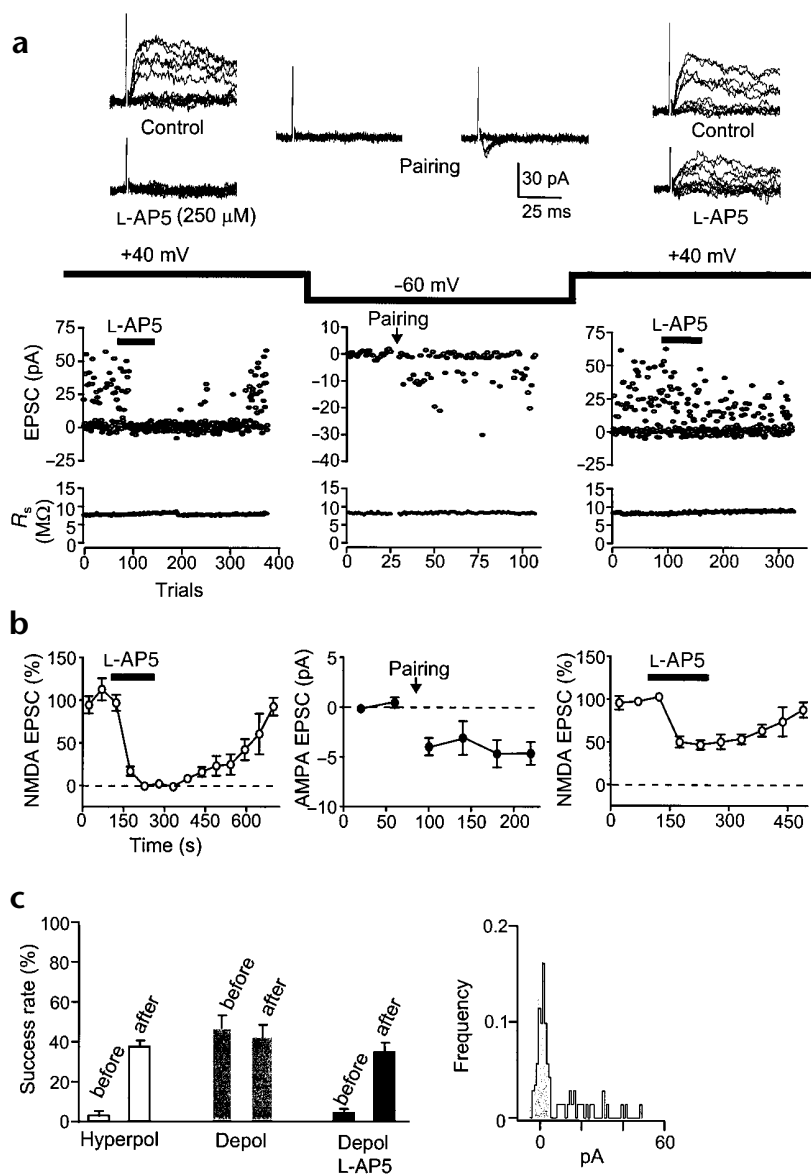 a
Control
Control
Pairing
30 pA
25 ms
L-AP5 (250 μM)
L-AP5
+40 mV
–60 mV
+40 mV
L-AP5
Pairing
L-AP5
EPSC (pA)
75
50
25
0
–25
10
0
–10
–20
–30
–40
75
50
25
0
–25
Rs
(MΩ)
15
10
5
0
15
10
5
0
15
10
5
0
0 100 200 300 400
0 25 50 75 100
0 100 200 300
Trials
b
L-AP5
Pairing
L-AP5
NMDA EPSC (%)
150
100
50
0
AMPA EPSC (pA)
5
0
–5
–10
NMDA EPSC (%)
150
100
50
0
0 150 300 450 600
0 50 100 150 200
0 150 300 450
Time (s)
c
Success rate (%)
100
80
60
40
20
0
before
after
before
after
before
after
Hyperpol
Depol
Depol
L-AP5
Frequency
0.2
0.1
0
0 60
pA